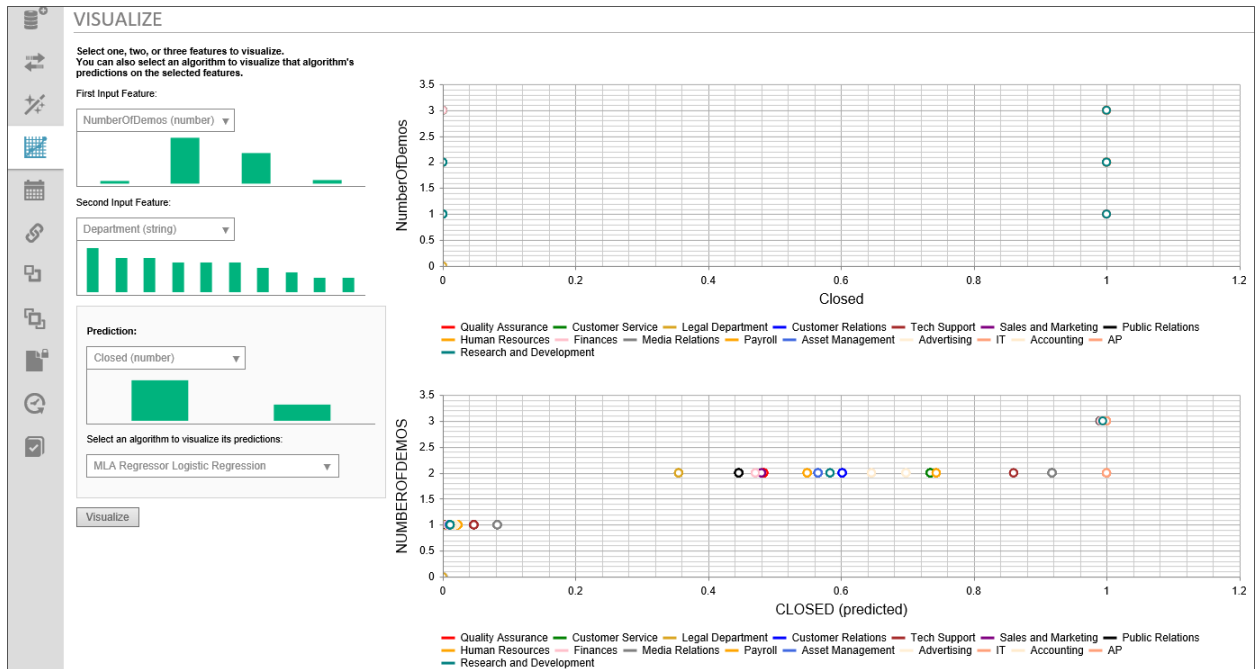 VISUALIZE
Select one, two, or three features to visualize.
You can also select an algorithm to visualize that algorithm's
predictions on the selected features.
First Input Feature:
NumberOfDemos (number)
Second Input Feature:
Department (string)
Prediction:
Closed (number)
Select an algorithm to visualize its predictions:
MLA Regressor Logistic Regression
Visualize
NumberOfDemos
3.5
3
2.5
2
1.5
1
0.5
0
0 0.2 0.4 0.6 0.8 1 1.2
Closed
Quality Assurance Customer Service Legal Department Customer Relations Tech Support Sales and Marketing Public Relations
Human Resources Finances Media Relations Payroll Asset Management Advertising IT Accounting AP
Research and Development
NUMBEROFDEMOS
3.5
3
2.5
2
1.5
1
0.5
0
0 0.2 0.4 0.6 0.8 1 1.2
CLOSED (predicted)
Quality Assurance Customer Service Legal Department Customer Relations Tech Support Sales and Marketing Public Relations
Human Resources Finances Media Relations Payroll Asset Management Advertising IT Accounting AP
Research and Development